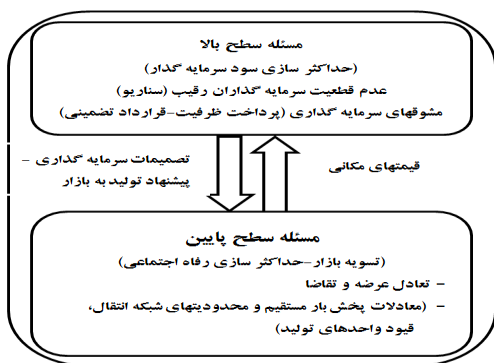 مسئله سطح بالا
(حداکثر سازی سود سرمایه گذار)
عدم قطعیت سرمایه گذاران رقیب (سناریو)
مشوقهای سرمایه گذاری (پرداخت ظرفیت-قرارداد تضمینی)
تصمیمات سرمایه گذاری –
پیشنهاد تولید به بازار
قیمتهای مکانی
مسئله سطح پایین
(تسویه بازار-حداکثر سازی رفاه اجتماعی)
– تعادل عرضه و تقاضا
– (معادلات پخش بار مستقیم و محدودیتهای شبکه انتقال،
قیود واحدهای تولید)